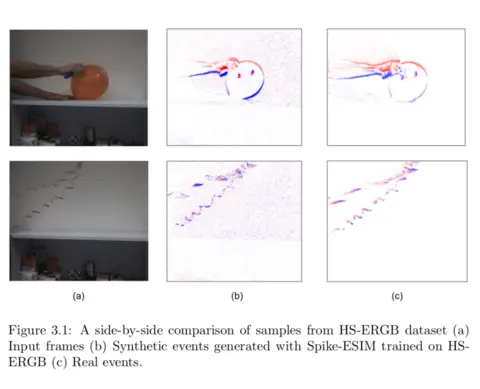 (a)
(b)
(c)
Figure 3.1: A side-by-side comparison of samples from HS-ERGB dataset (a)
Input frames (b) Synthetic events generated with Spike-ESIM trained on HS-
ERGB (c) Real events.